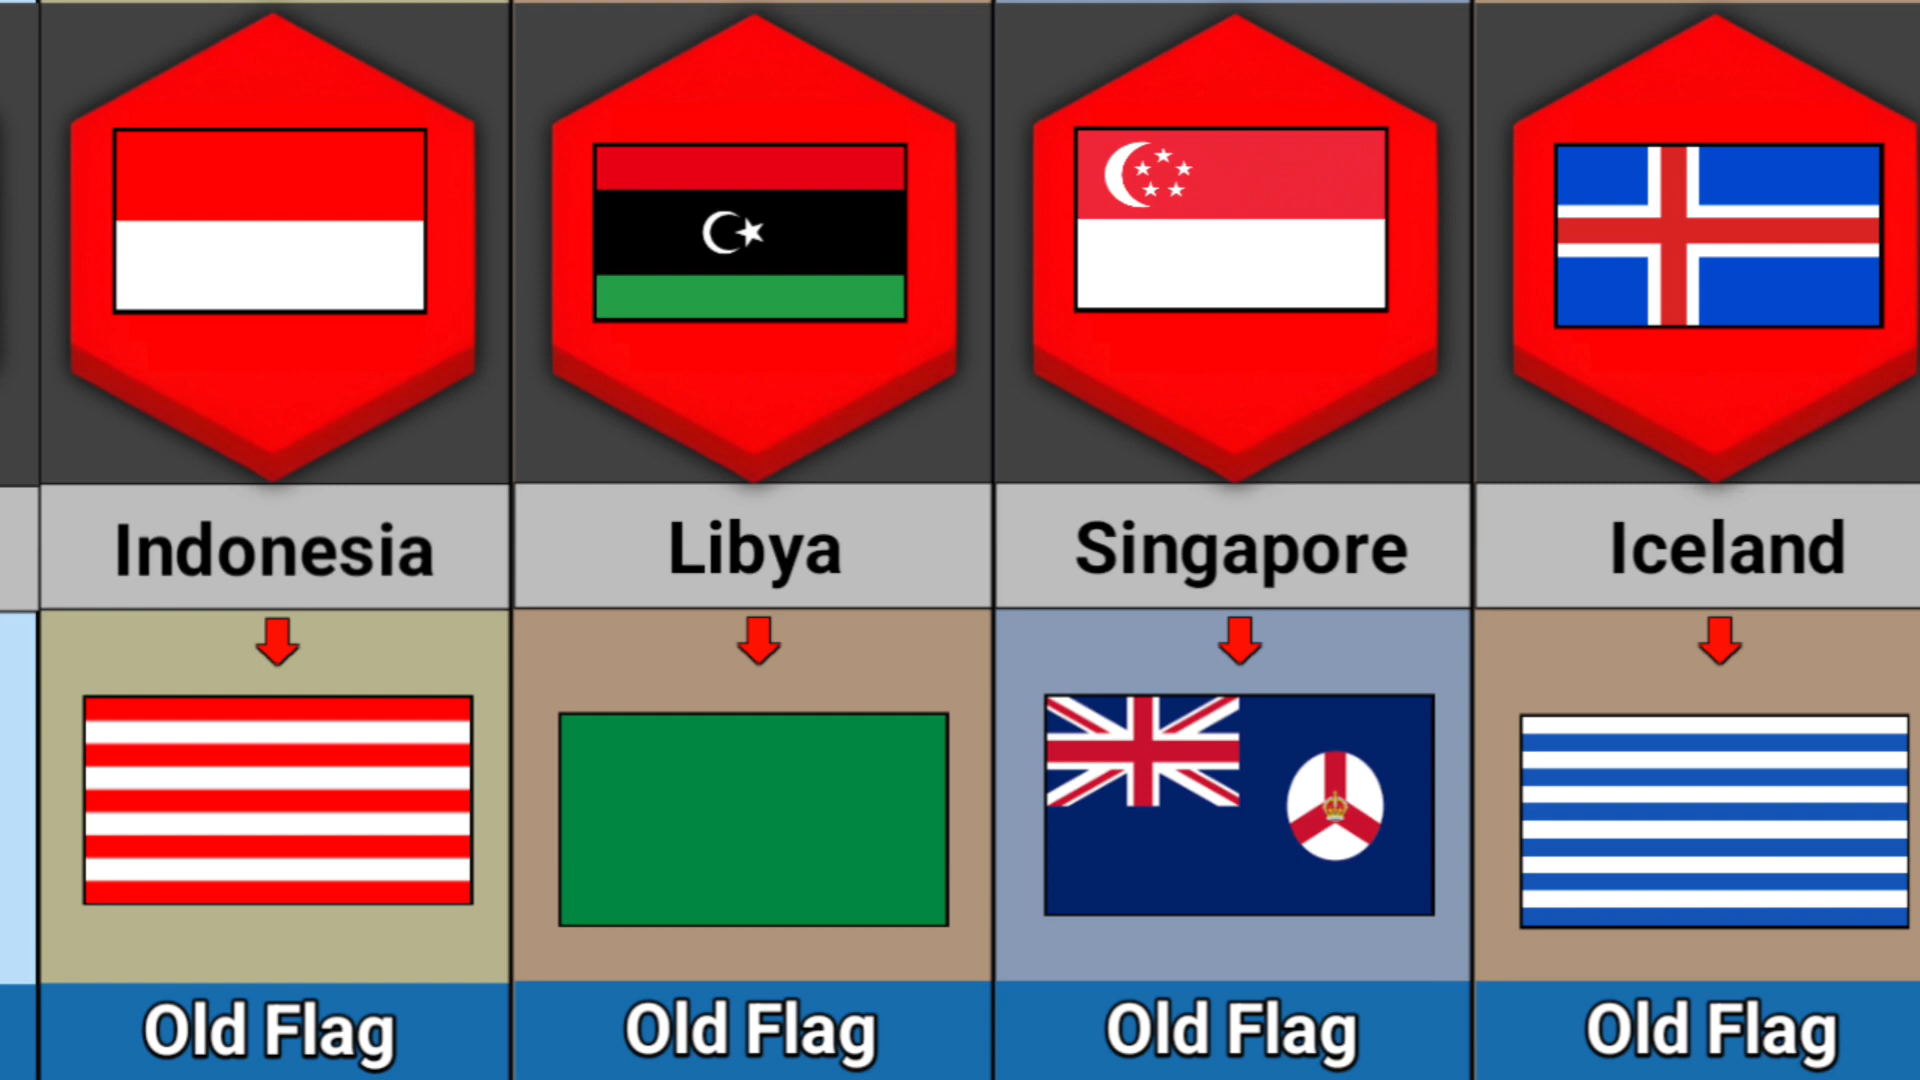 Indonesia
Libya
Singapore
Iceland
Old Flag
Old Flag
Old Flag
Old Flag